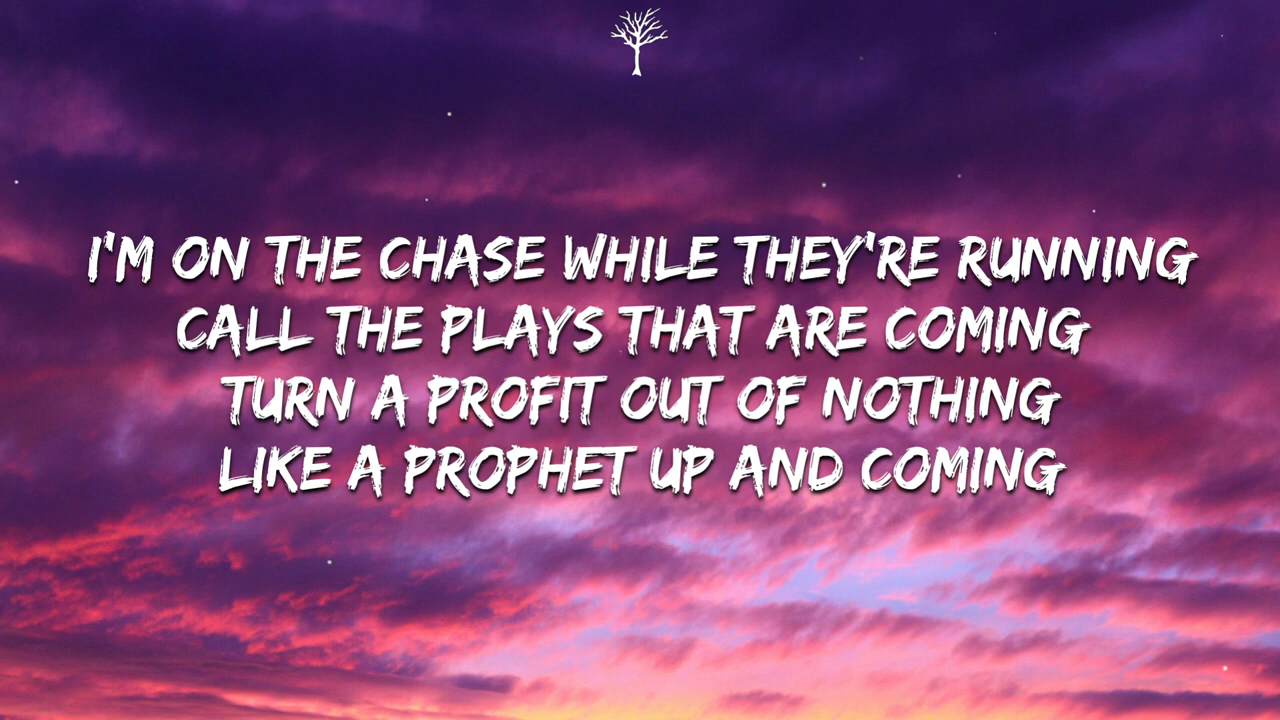 I'M ON THE CHASE WHILE THEY'RE RUNNING
CALL THE PLAYS THAT ARE COMING
TURN A PROFIT OUT OF NOTHING
LIKE A PROPHET UP AND COMING